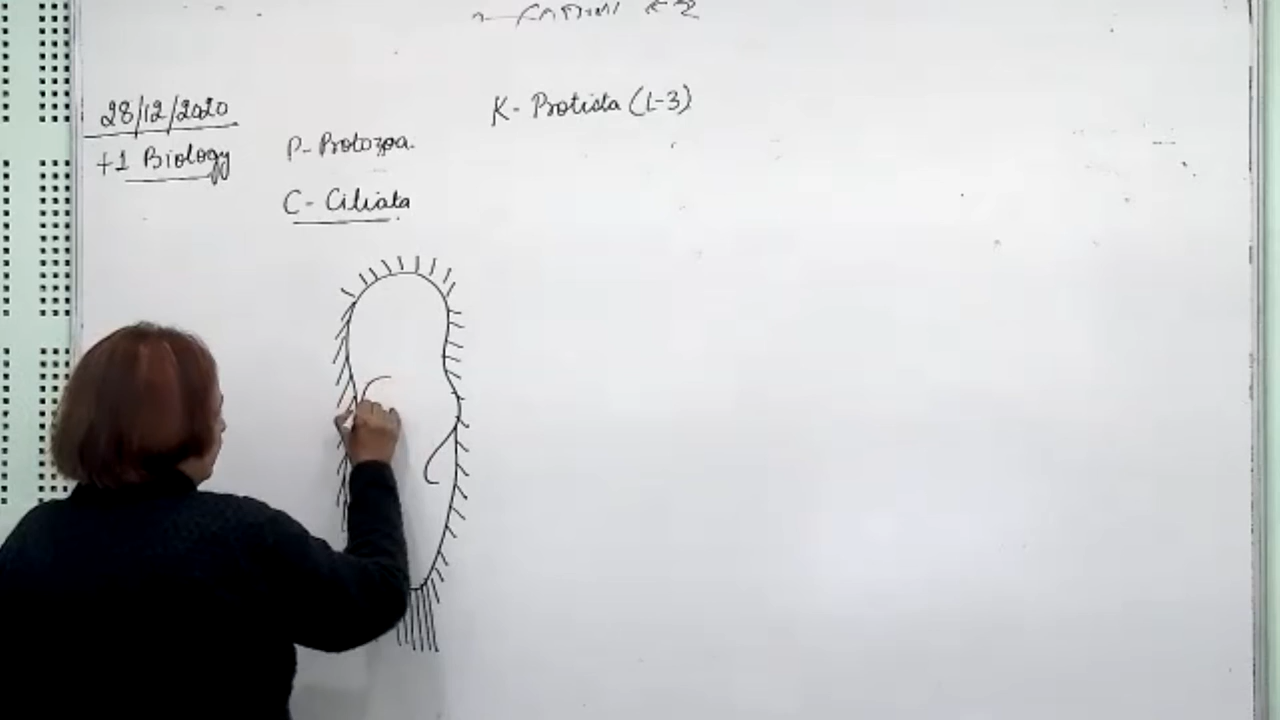 28/12/2020
+1 Biology
K- Protista (L-3)
P- Protozoa.
C- Ciliata